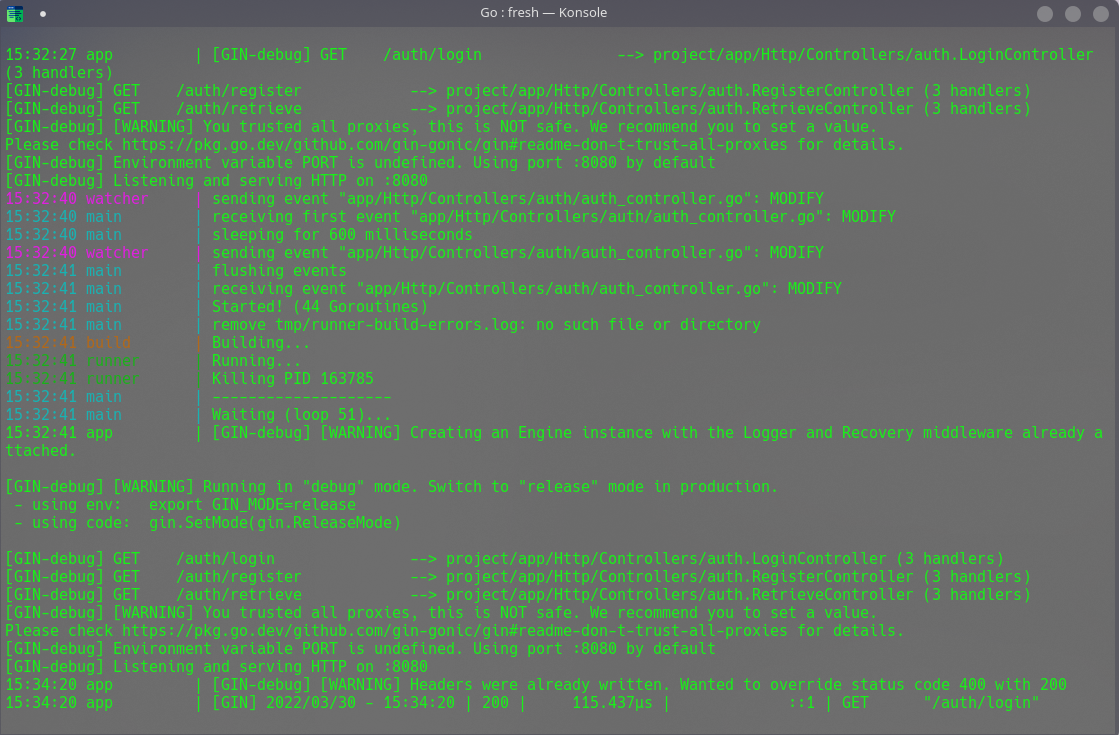 Go : fresh — Konsole
15:32:27 app         | [GIN-debug] GET    /auth/login               --> project/app/Http/Controllers/auth.LoginController
(3 handlers)
[GIN-debug] GET    /auth/register            --> project/app/Http/Controllers/auth.RegisterController (3 handlers)
[GIN-debug] GET    /auth/retrieve            --> project/app/Http/Controllers/auth.RetrieveController (3 handlers)
[GIN-debug] [WARNING] You trusted all proxies, this is NOT safe. We recommend you to set a value.
Please check https://pkg.go.dev/github.com/gin-gonic/gin#readme-don-t-trust-all-proxies for details.
[GIN-debug] Environment variable PORT is undefined. Using port :8080 by default
[GIN-debug] Listening and serving HTTP on :8080
15:32:40 watcher     | sending event "app/Http/Controllers/auth/auth_controller.go": MODIFY
15:32:40 main        | receiving first event "app/Http/Controllers/auth/auth_controller.go": MODIFY
15:32:40 main        | sleeping for 600 milliseconds
15:32:40 watcher     | sending event "app/Http/Controllers/auth/auth_controller.go": MODIFY
15:32:41 main        | flushing events
15:32:41 main        | receiving event "app/Http/Controllers/auth/auth_controller.go": MODIFY
15:32:41 main        | Started! (44 Goroutines)
15:32:41 main        | remove tmp/runner-build-errors.log: no such file or directory
15:32:41 build       | Building...
15:32:41 runner      | Running...
15:32:41 runner      | Killing PID 163785
15:32:41 main        | --------------------
15:32:41 main        | Waiting (loop 51)...
15:32:41 app         | [GIN-debug] [WARNING] Creating an Engine instance with the Logger and Recovery middleware already a
ttached.
[GIN-debug] [WARNING] Running in "debug" mode. Switch to "release" mode in production.
 - using env:   export GIN_MODE=release
 - using code:  gin.SetMode(gin.ReleaseMode)
[GIN-debug] GET    /auth/login               --> project/app/Http/Controllers/auth.LoginController (3 handlers)
[GIN-debug] GET    /auth/register            --> project/app/Http/Controllers/auth.RegisterController (3 handlers)
[GIN-debug] GET    /auth/retrieve            --> project/app/Http/Controllers/auth.RetrieveController (3 handlers)
[GIN-debug] [WARNING] You trusted all proxies, this is NOT safe. We recommend you to set a value.
Please check https://pkg.go.dev/github.com/gin-gonic/gin#readme-don-t-trust-all-proxies for details.
[GIN-debug] Environment variable PORT is undefined. Using port :8080 by default
[GIN-debug] Listening and serving HTTP on :8080
15:34:20 app         | [GIN-debug] [WARNING] Headers were already written. Wanted to override status code 400 with 200
15:34:20 app         | [GIN] 2022/03/30 - 15:34:20 | 200 |     115.437µs |             ::1 | GET      "/auth/login"